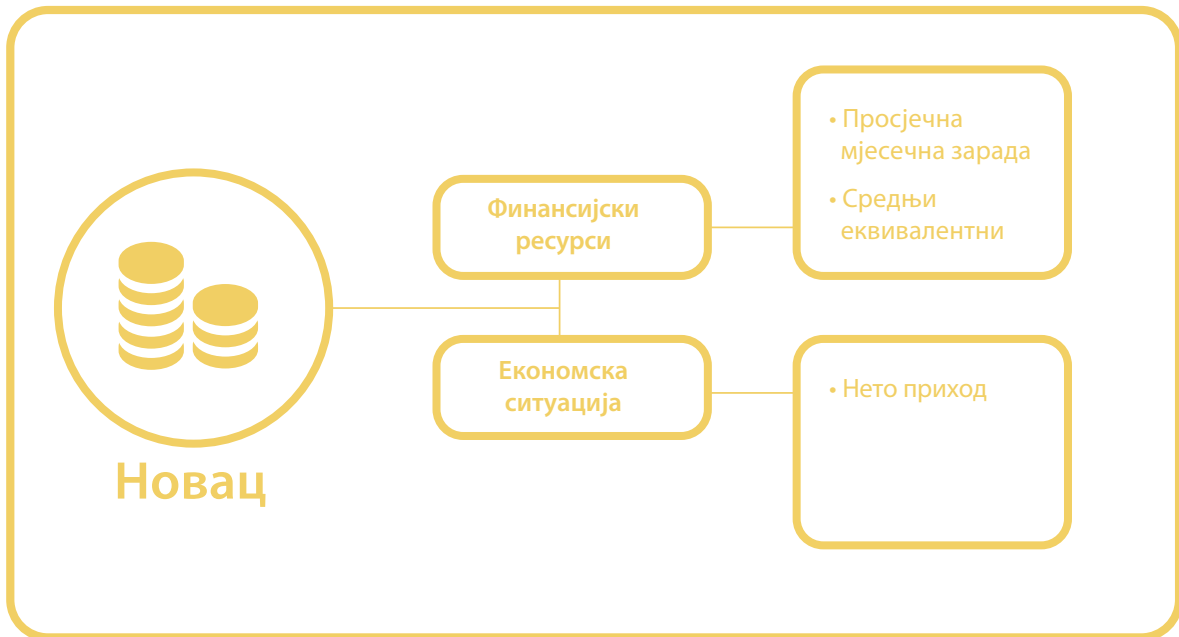 • Просјечна
мјесечна зарада
• Средњи
еквивалентни
Финансијски
ресурси
Економска
ситуација
• Нето приход
Новац